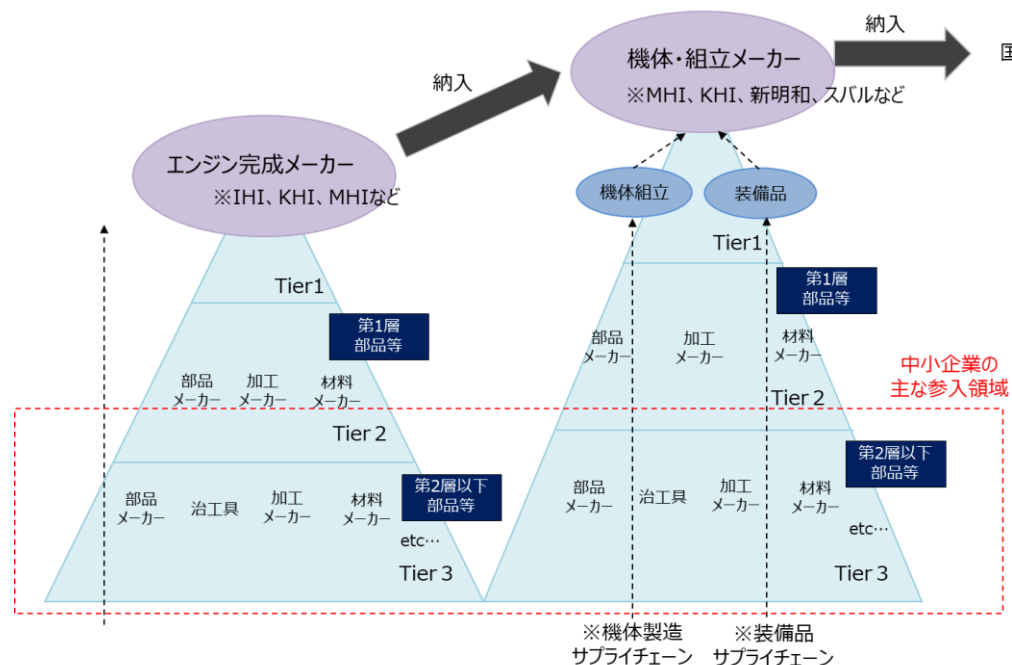 納入
国
機体・組立メーカー
※MHI、KHI、新明和、スバルなど
納入
エンジン完成メーカー
※IHI、KHI、MHIなど
機体組立
装備品
Tier1
第1層
部品等
部品
メーカー
加工
メーカー
材料
メーカー
Tier 2
中小企業の
主な参入領域
第2層以下
部品等
部品
メーカー
治工具
加工
メーカー
材料
メーカー
etc…
Tier 3
Tier1
第1層
部品等
部品
メーカー
加工
メーカー
材料
メーカー
Tier 2
第2層以下
部品等
部品
メーカー
治工具
加工
メーカー
材料
メーカー
etc…
Tier 3
※機体製造
サプライチェーン
※装備品
サプライチェーン